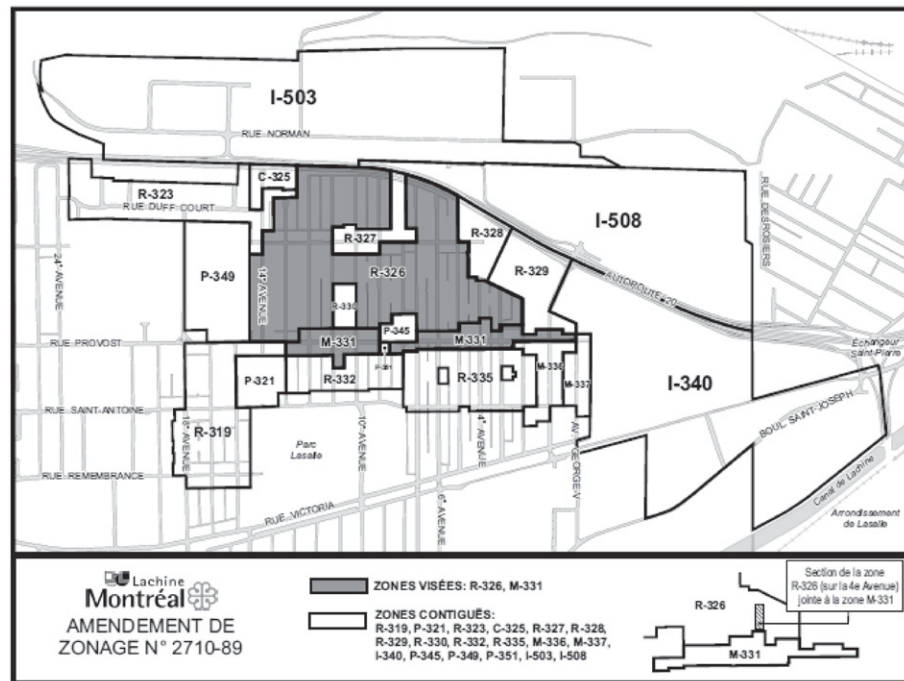 I-503
RUE NORMAN
C-325
R-323
RUE DUFF COURT
I-508
RUE DESROSIERS
R-327
R-328
P-349
24e AVENUE
14e AVENUE
R-326
R-329
AUTOROUTE 20
R-330
P-345
RUE PROVOST
M-331
M-331
Échangeur
Saint-Pierre
P-351
P-321
R-332
R-335
M-336
M-337
I-340
RUE SAINT-ANTOINE
BOUL SAINT-JOSEPH
R-319
18e AVENUE
Parc
Lasalle
10e AVENUE
4e AVENUE
AV. GEORGE-V
RUE REMEMBRANCE
RUE VICTORIA
6e AVENUE
Canal de Lachine
Arrondissement
de Lasalle
Lachine
Montréal
AMENDEMENT DE
ZONAGE N° 2710-89
ZONES VISÉES: R-326, M-331
ZONES CONTIGUËS:
R-319, P-321, R-323, C-325, R-327, R-328,
R-329, R-330, R-332, R-335, M-336, M-337,
I-340, P-345, P-349, P-351, I-503, I-508
Section de la zone
R-326 (sur la 4e Avenue)
jointe à la zone M-331
R-326
M-331